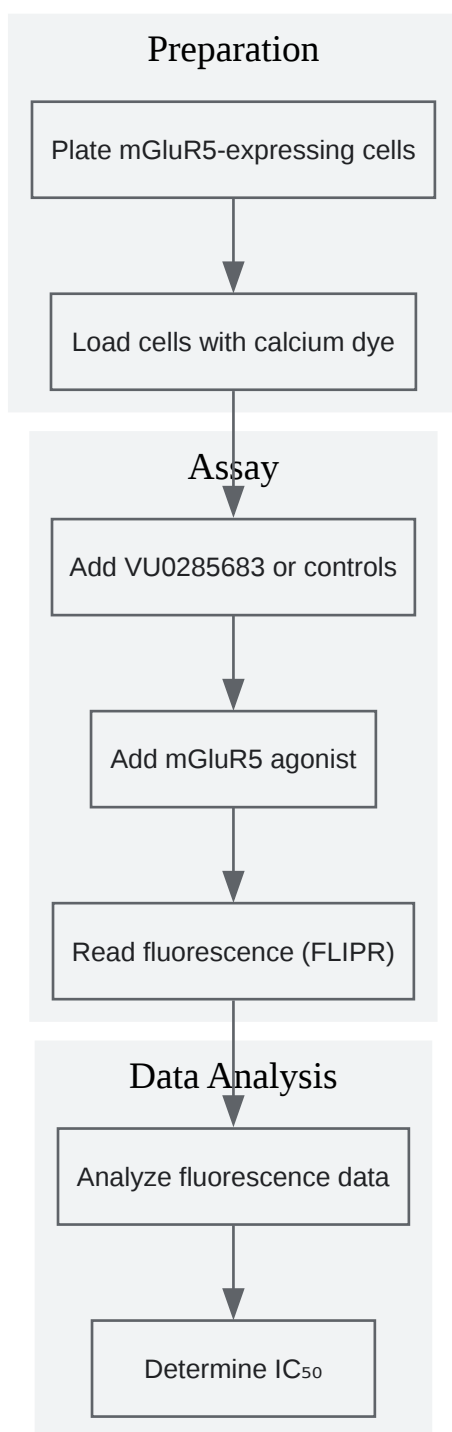 Preparation
Plate mGluR5-expressing cells
Load cells with calcium dye
Assay
Add VU0285683 or controls
Add mGluR5 agonist
Read fluorescence (FLIPR)
Data Analysis
Analyze fluorescence data
Determine IC₅₀